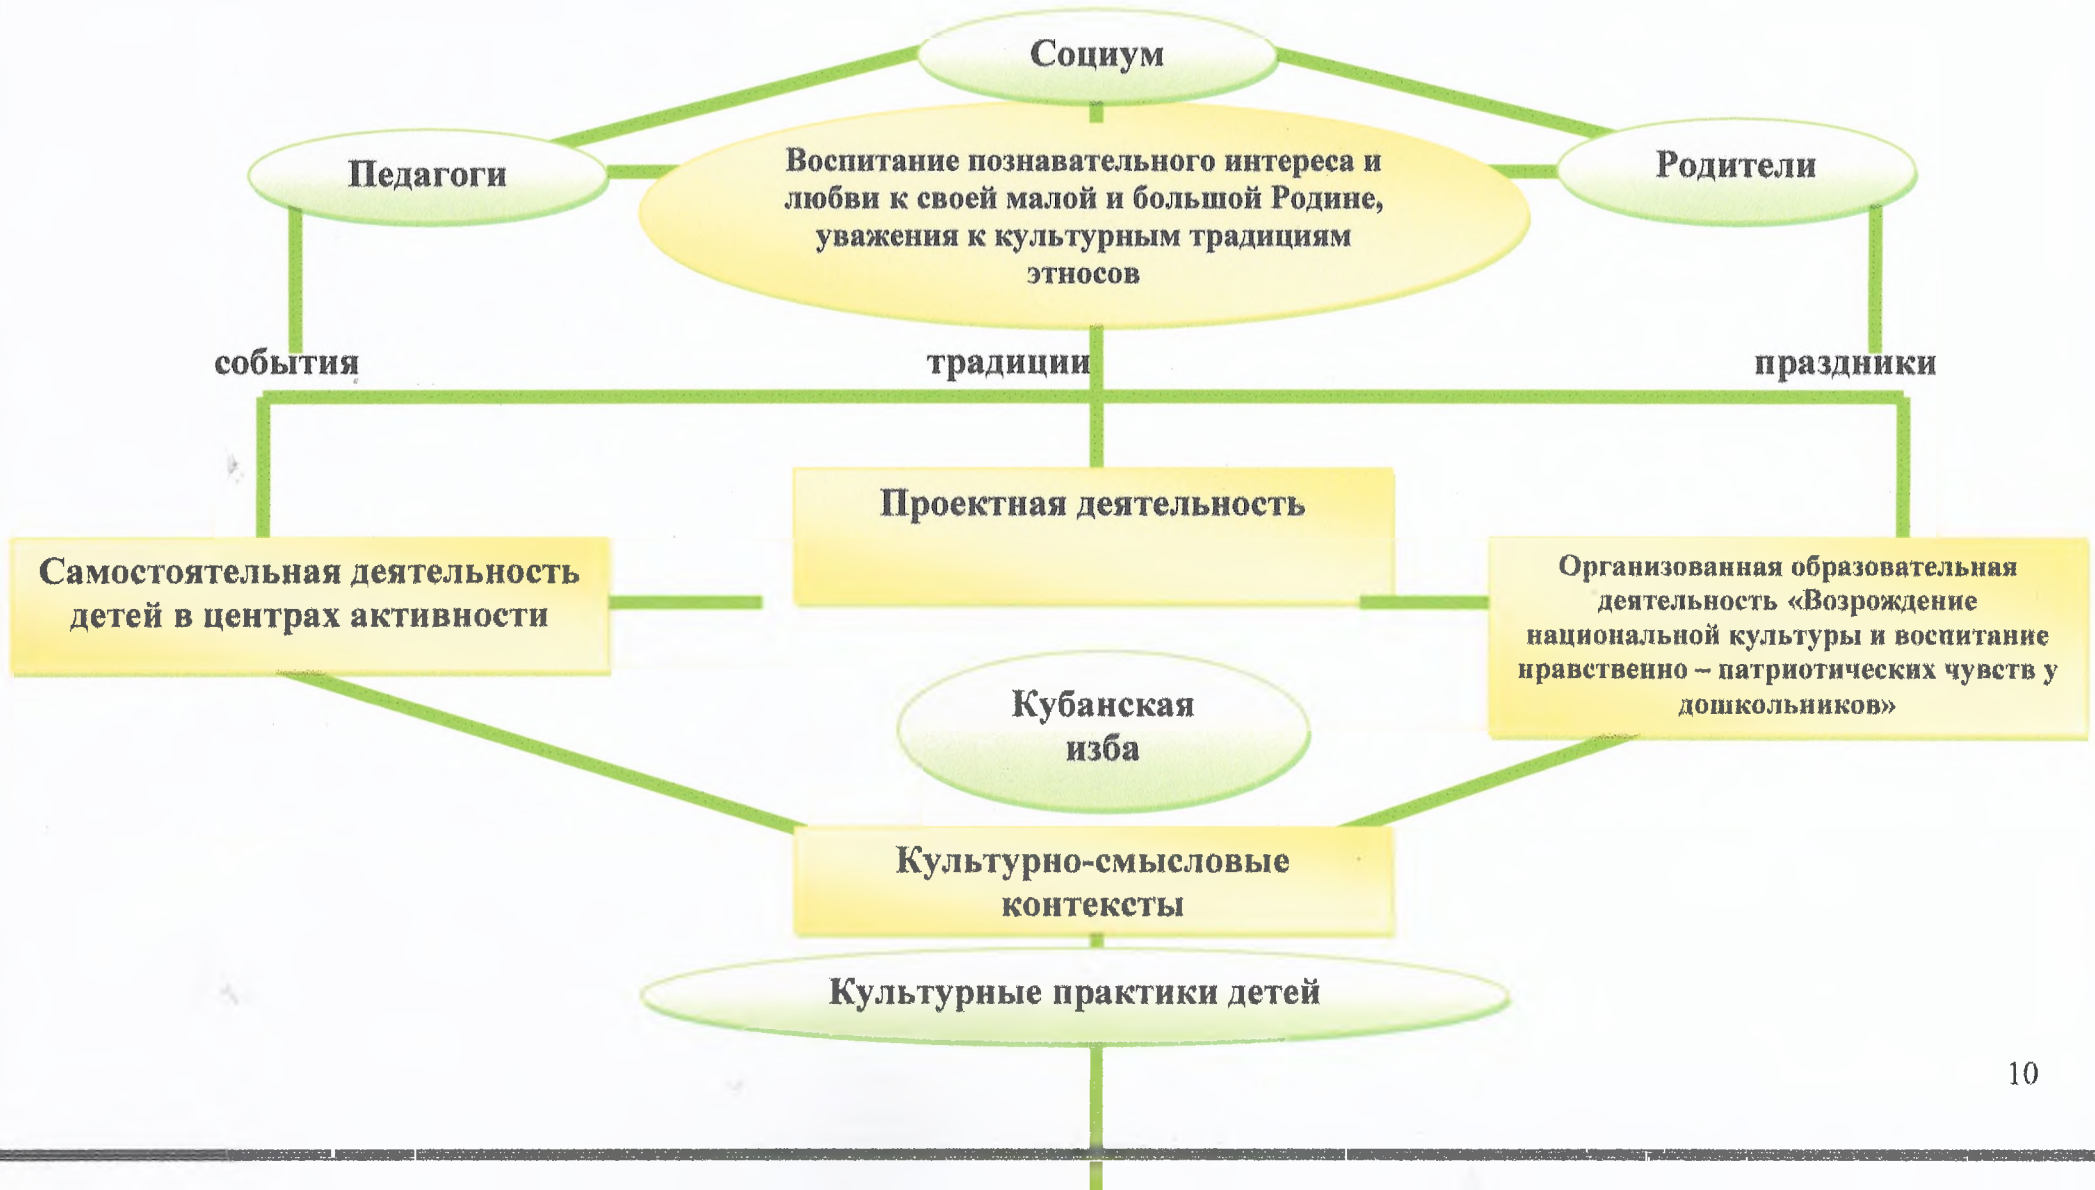 Социум
Педагоги
Воспитание познавательного интереса и
любви к своей малой и большой Родине,
уважения к культурным традициям
этносов
Родители
события
традиции
праздники
Проектная деятельность
Самостоятельная деятельность
детей в центрах активности
Организованная образовательная
деятельность «Возрождение
национальной культуры и воспитание
нравственно – патриотических чувств у
дошкольников»
Кубанская
изба
Культурно-смысловые
контексты
Культурные практики детей
10